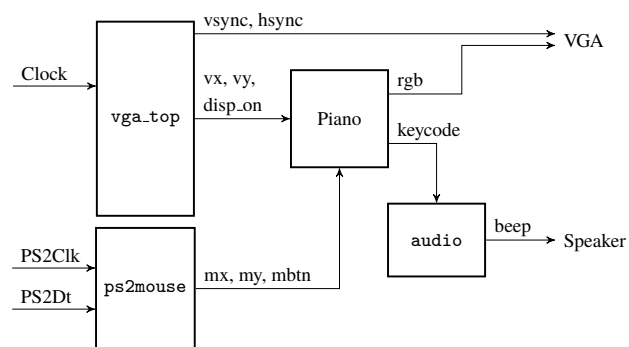 vsync, hsync
VGA
Clock
vx, vy,
disp_on
rgb
vga_top
Piano
keycode
PS2Clk
mx, my, mbtn
audio
beep
Speaker
ps2mouse
PS2Dt